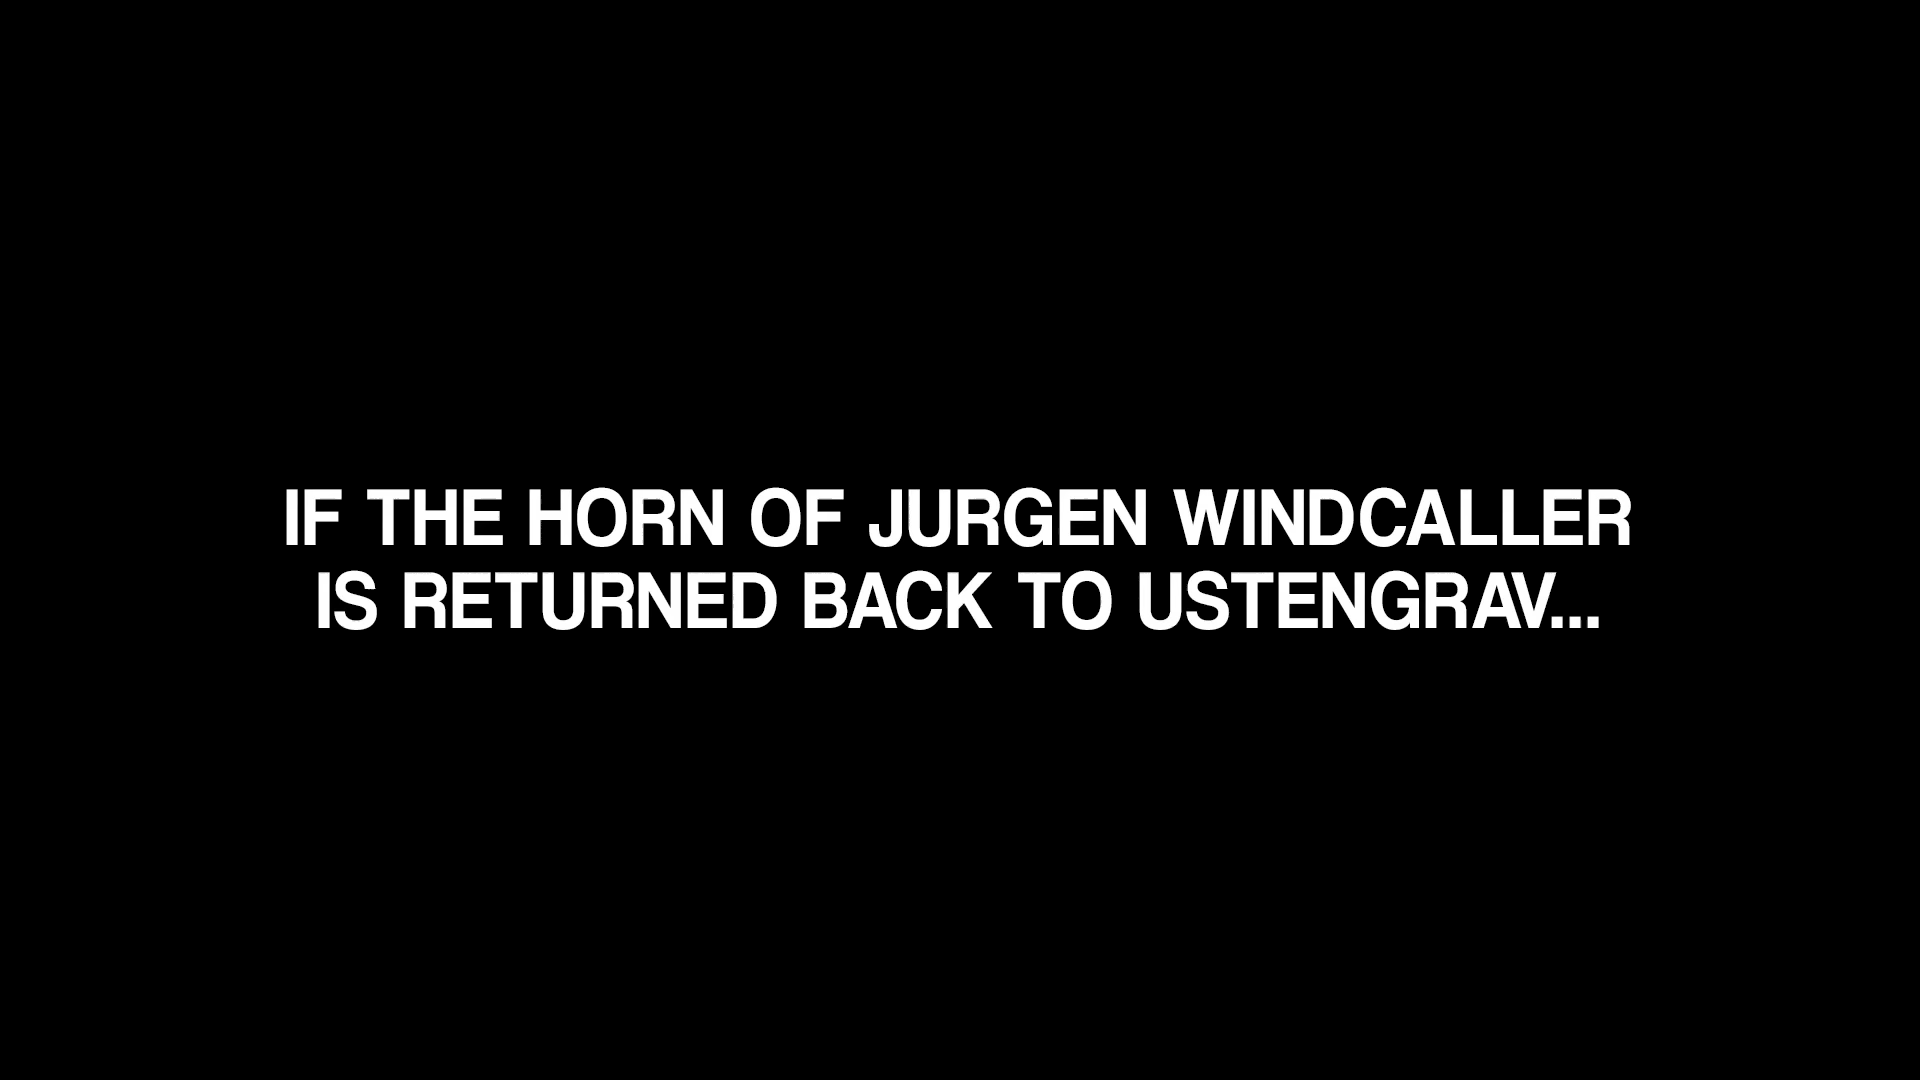 IF THE HORN OF JURGEN WINDCALLER
IS RETURNED BACK TO USTENGRAV...